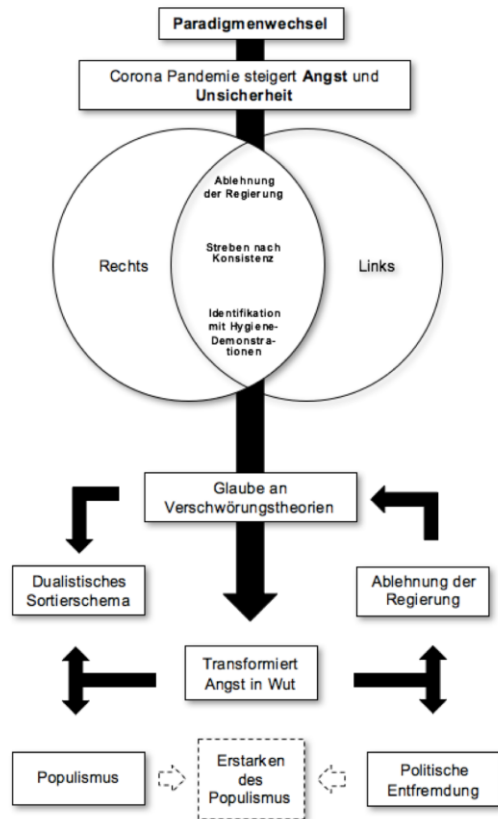 Paradigmenwechsel
Corona Pandemie steigert Angst und
Unsicherheit
Ablehnung
der Regierung
Rechts
Streben nach
Konsistenz
Links
Identifikation
mit Hygiene-
Demonstra-
tionen
Glaube an
Verschwörungstheorien
Dualistisches
Sortierschema
Ablehnung der
Regierung
Transformiert
Angst in Wut
Populismus
Erstarken
des
Populismus
Politische
Entfremdung